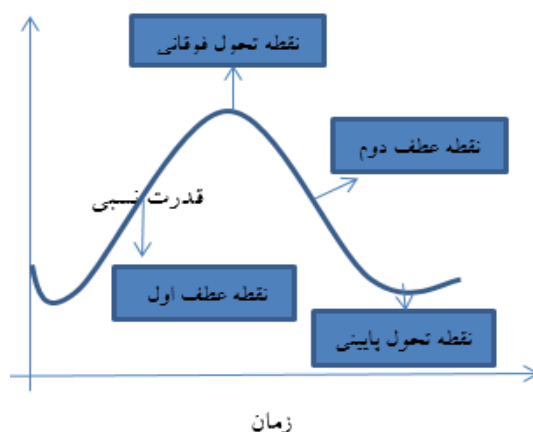 نقطه تحول فوقانی
نقطه عطف دوم
قدرت نسبی
نقطه عطف اول
نقطه تحول پایینی
زمان